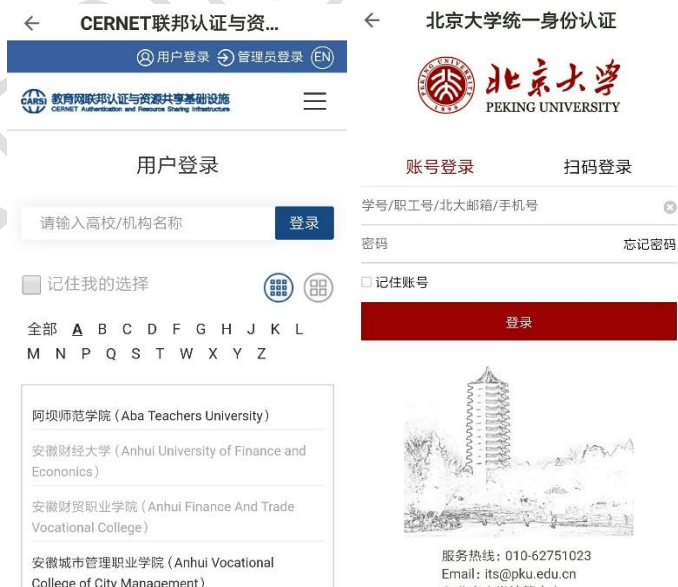 CERNET联邦认证与资...
用户登录 管理员登录 EN
CARSI 教育网联邦认证与资源共享基础设施
CERNET Authentication and Resource Sharing Infrastructure
用户登录
请输入高校/机构名称 登录
记住我的选择
全部 A B C D F G H J K L
M N P Q S T W X Y Z
阿坝师范学院 (Aba Teachers University)
安徽财经大学 (Anhui University of Finance and
Econonics)
安徽财贸职业学院 (Anhui Finance And Trade
Vocational College)
安徽城市管理职业学院 (Anhui Vocational
College of City Management)
北京大学统一身份认证
PEKING UNIVERSITY
1898
北京大学
PEKING UNIVERSITY
账号登录 扫码登录
学号/职工号/北大邮箱/手机号
密码 忘记密码
记住账号
登录
服务热线: 010-62751023
Email: its@pku.edu.cn